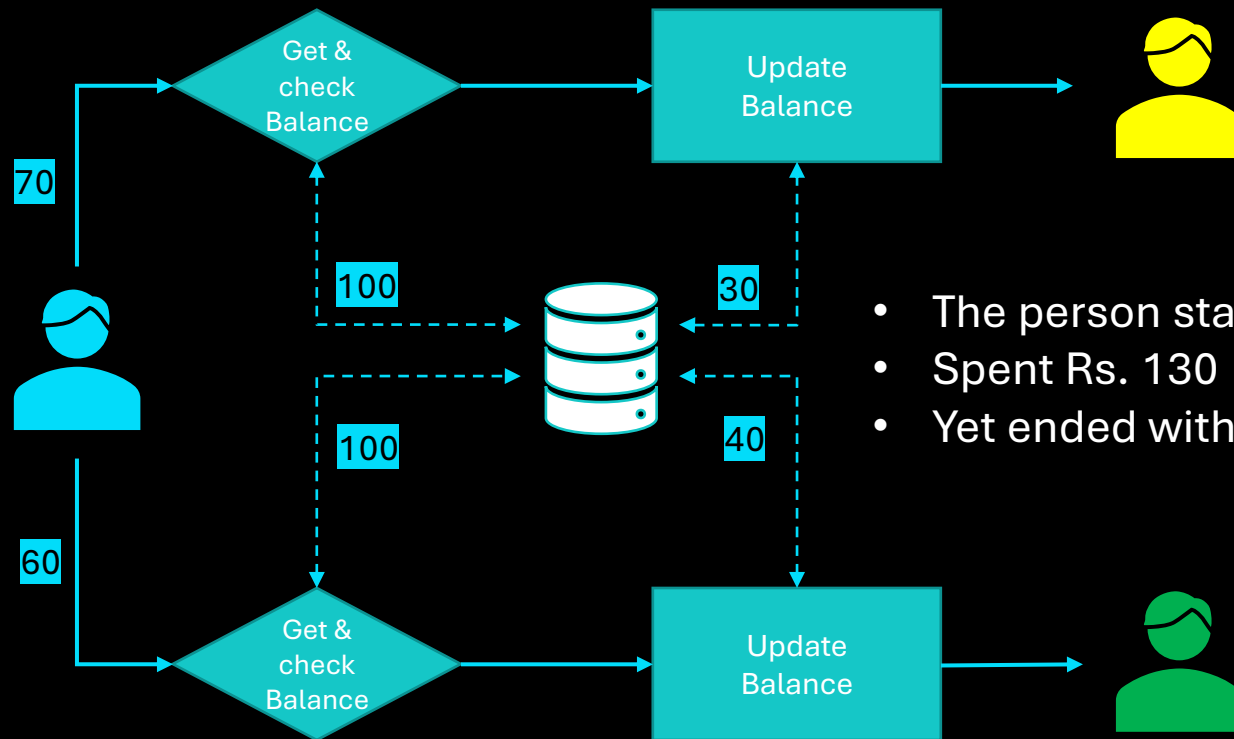 Get &
check
Balance
Update
Balance
70
100
30
• The person sta
• Spent Rs. 130
• Yet ended with
100
40
60
Get &
check
Balance
Update
Balance